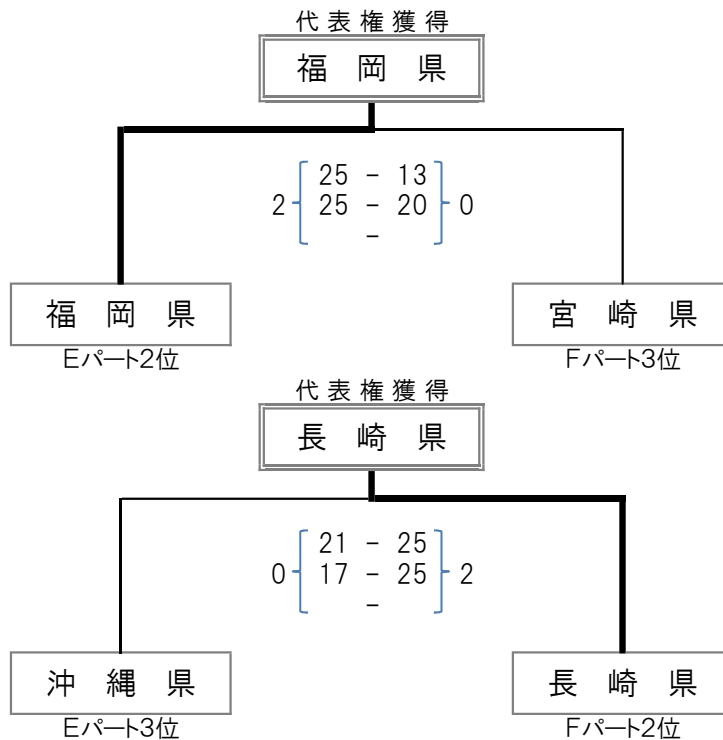 代表権獲得
福岡県
25 - 13
2 25 - 20 0
-
福岡県 宮崎県
Eパート2位 Fパート3位
代表権獲得
長崎県
21 - 25
0 17 - 25 2
-
沖縄県 長崎県
Eパート3位 Fパート2位